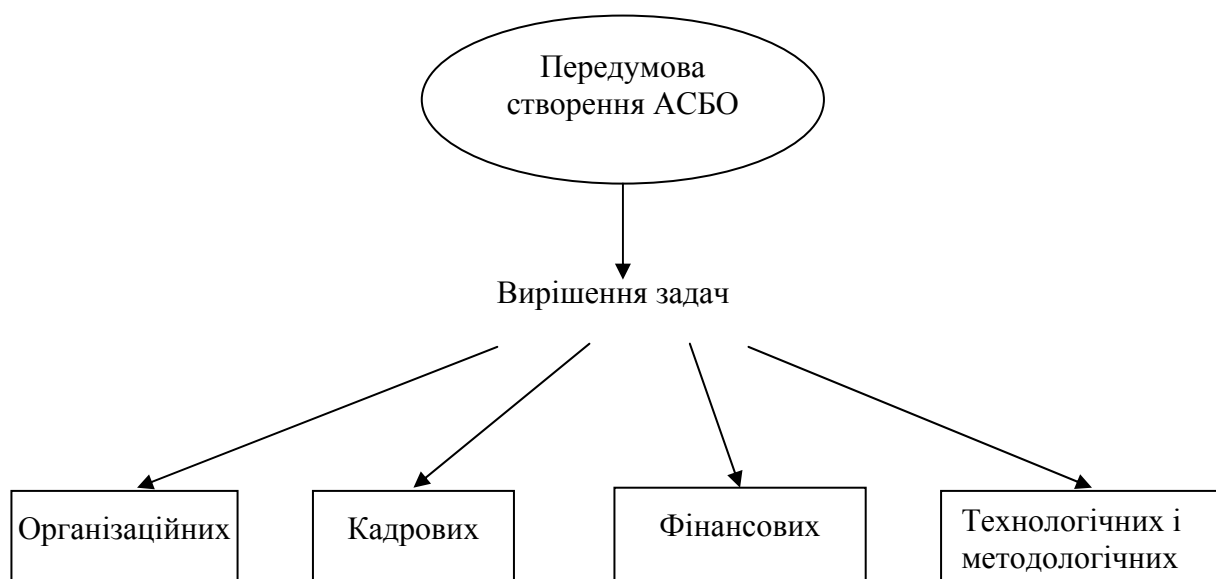 Передумова
створення АСБО
Вирішення задач
Організаційних
Кадрових
Фінансових
Технологічних і
методологічних